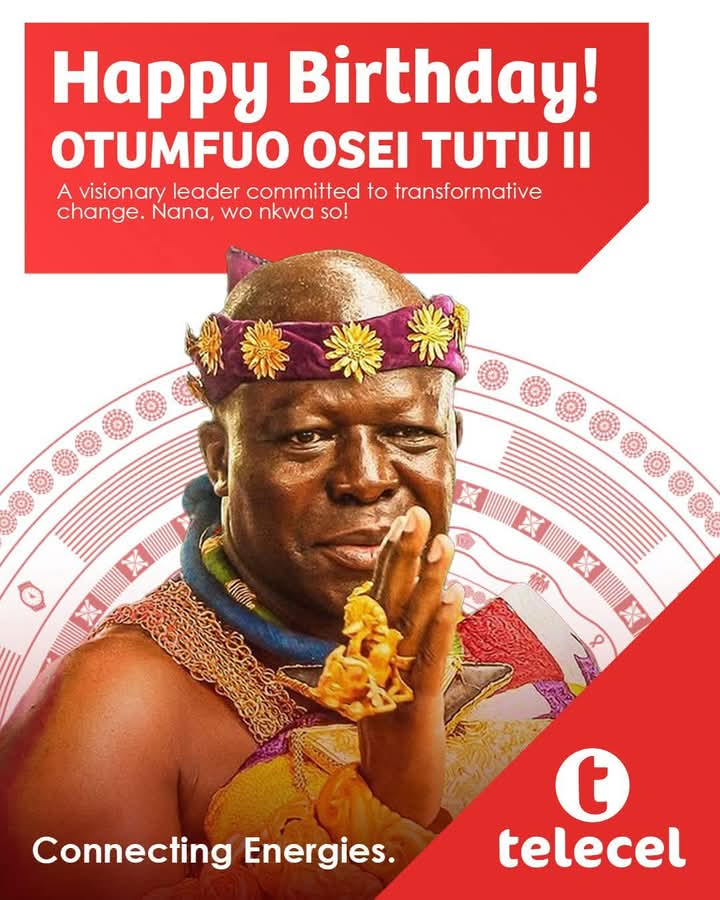 Happy Birthday!
OTUMFUO OSEI TUTU II
A visionary leader committed to transformative
change. Nana, wo nkwa so!
Connecting Energies.
t
telecel